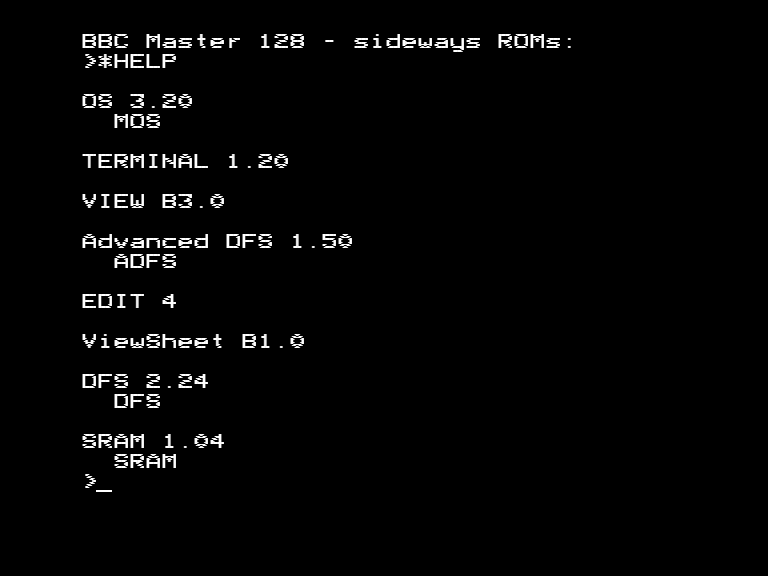 BBC Master 128 - sideways ROMs:
>*HELP
OS 3.20
MOS
TERMINAL 1.20
VIEW B3.0
Advanced DFS 1.50
ADFS
EDIT 4
ViewSheet B1.0
DFS 2.24
DFS
SRAM 1.04
SRAM
>_